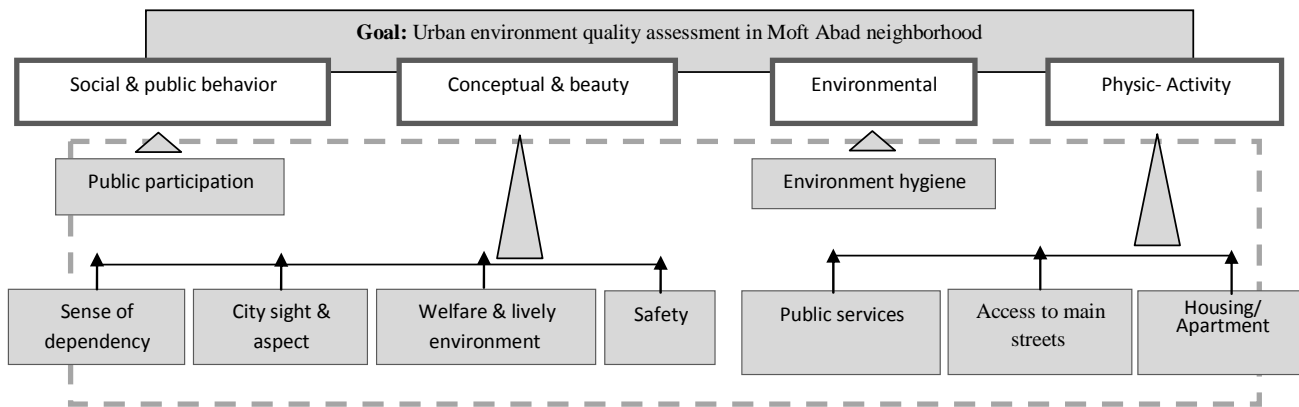 Goal: Urban environment quality assessment in Moft Abad neighborhood
Social & public behavior
Conceptual & beauty
Environmental
Physic- Activity
Public participation
Environment hygiene
Sense of
dependency
City sight &
aspect
Welfare & lively
environment
Safety
Public services
Access to main
streets
Housing/
Apartment